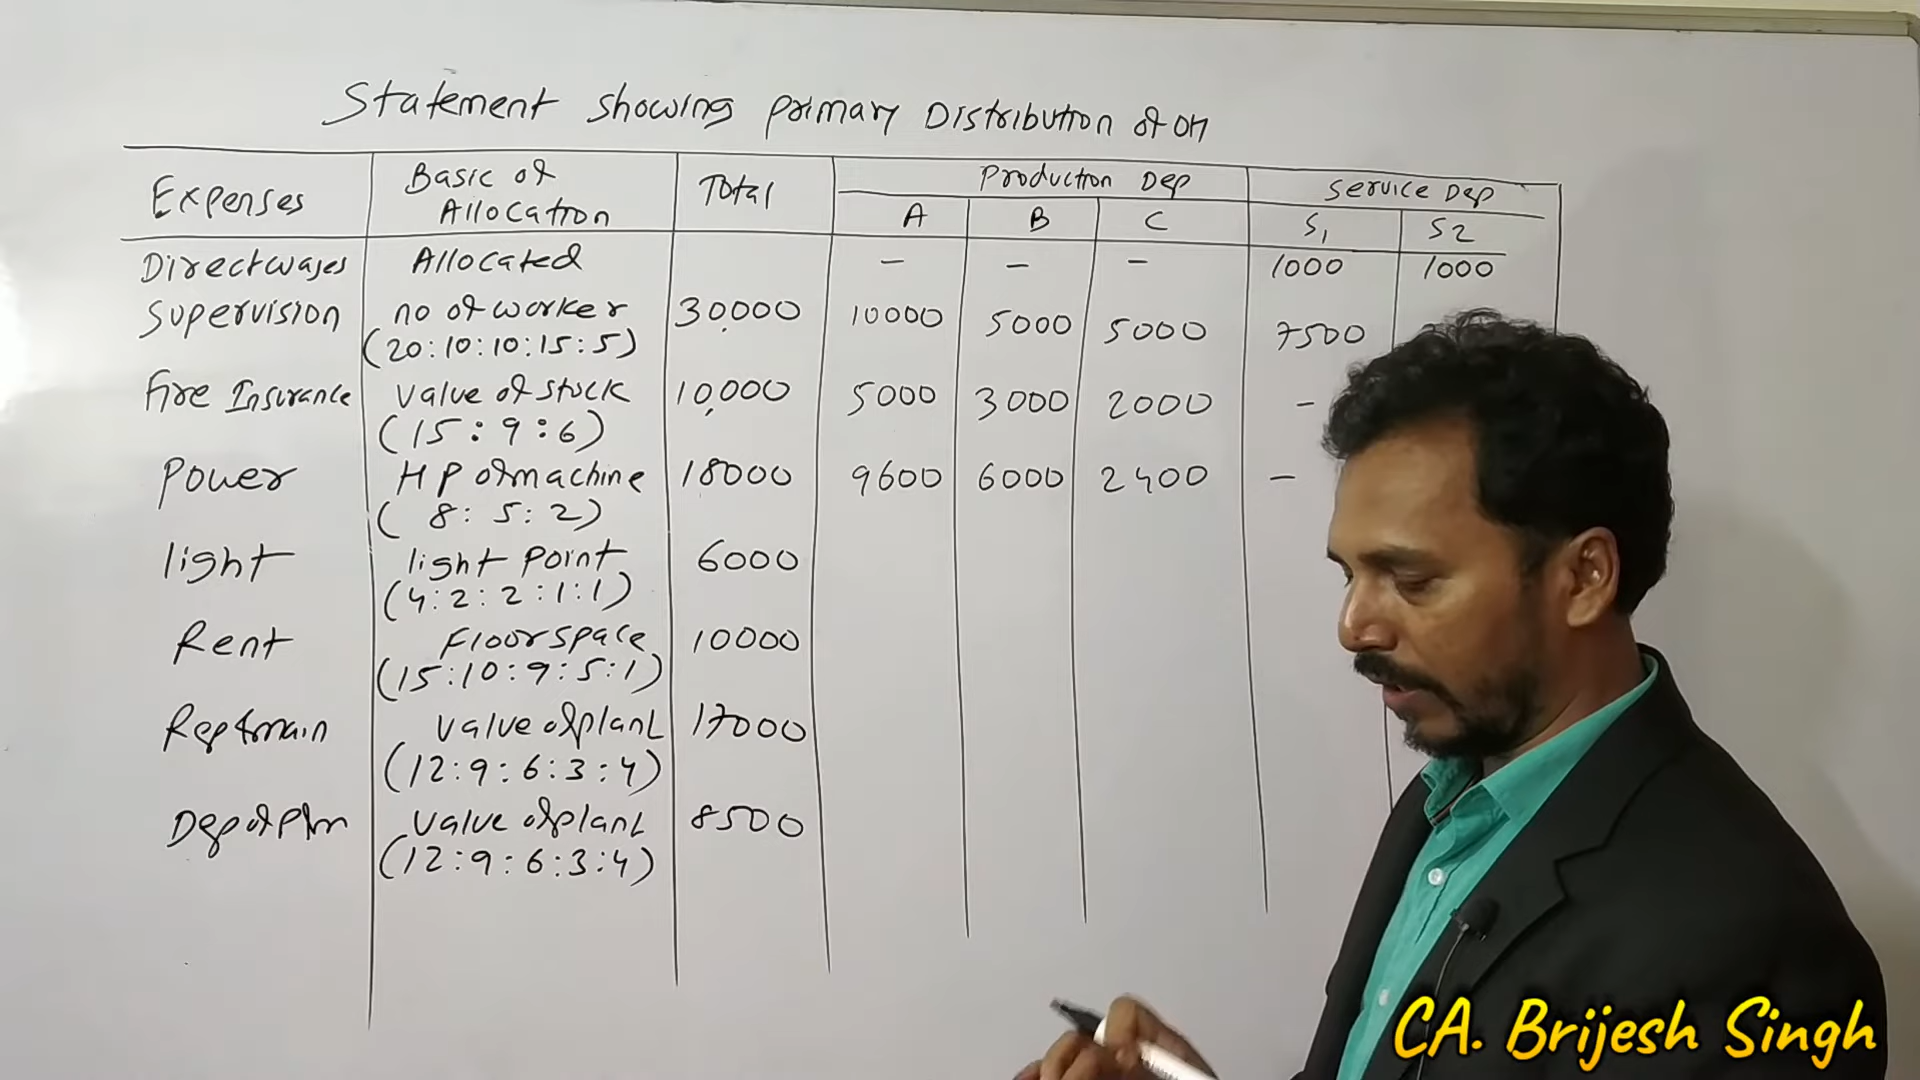 Statement showing primary Distribution of OH
Expenses Basic of Allocation Total Production Dep Service Dep
A B C S1 S2
Direct wages Allocated - - - 1000 1000
Supervision no of worker 30,000 10000 5000 5000 7500
(20:10:10:15:5)
Fire Insurance value of stock 10,000 5000 3000 2000 -
(15:9:6)
Power HP of machine 18000 9600 6000 2400 -
(8:5:2)
light light point 6000
(4:2:2:1:1)
Rent Floor space 10000
(15:10:9:5:1)
Rep & main value of plant 17000
(12:9:6:3:4)
Dep of Plan value of plant 8500
(12:9:6:3:4)
CA. Brijesh Singh